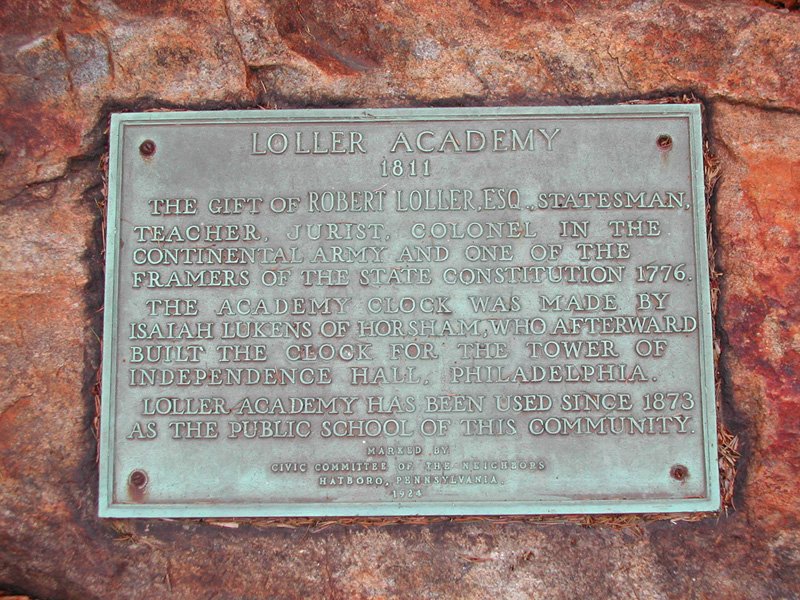 LOLLER ACADEMY
1811
THE GIFT OF ROBERT LOLLER, ESQ., STATESMAN,
TEACHER, JURIST, COLONEL IN THE
CONTINENTAL ARMY AND ONE OF THE
FRAMERS OF THE STATE CONSTITUTION 1776.
THE ACADEMY CLOCK WAS MADE BY
ISAIAH LUKENS OF HORSHAM, WHO AFTERWARD
BUILT THE CLOCK FOR THE TOWER OF
INDEPENDENCE HALL, PHILADELPHIA.
LOLLER ACADEMY HAS BEEN USED SINCE 1873
AS THE PUBLIC SCHOOL OF THIS COMMUNITY.
MARKED BY
CIVIC COMMITTEE OF THE NEIGHBORS
HATBORO, PENNSYLVANIA.
1924